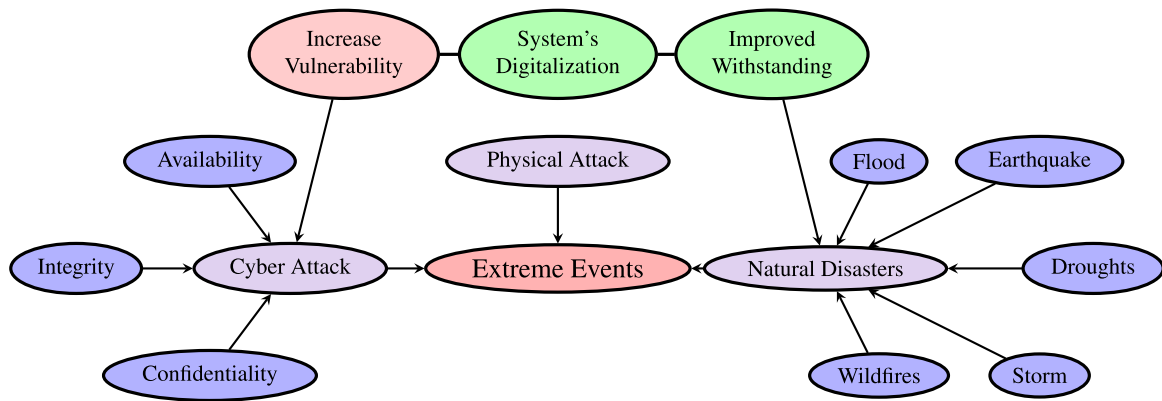 Increase
Vulnerability
System's
Digitalization
Improved
Withstanding
Availability
Physical Attack
Flood
Earthquake
Integrity
Cyber Attack
Extreme Events
Natural Disasters
Droughts
Confidentiality
Wildfires
Storm